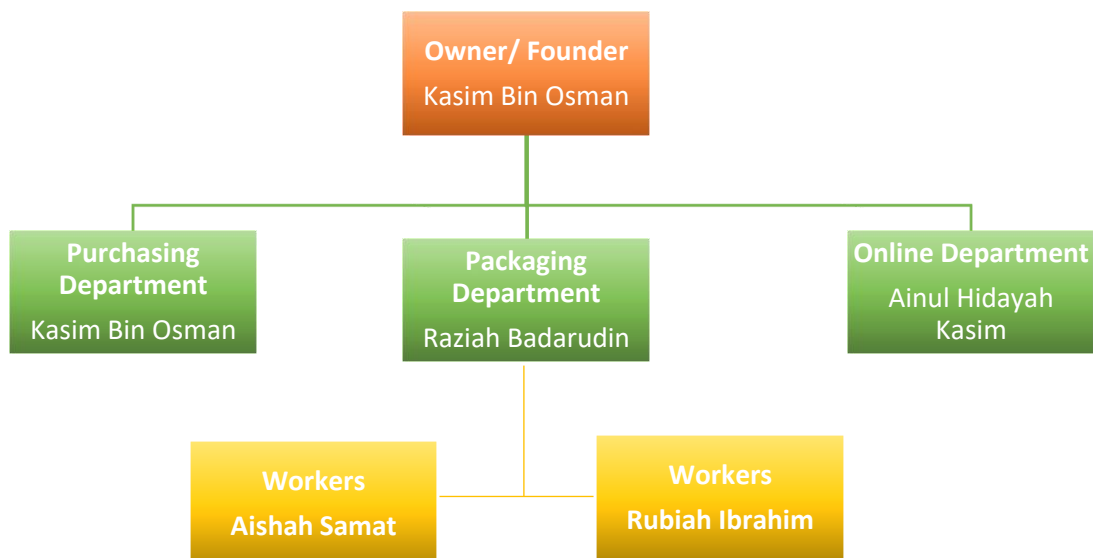 Owner/ Founder
Kasim Bin Osman
Purchasing
Department
Kasim Bin Osman
Packaging
Department
Raziah Badarudin
Online Department
Ainul Hidayah
Kasim
Workers
Aishah Samat
Workers
Rubiah Ibrahim